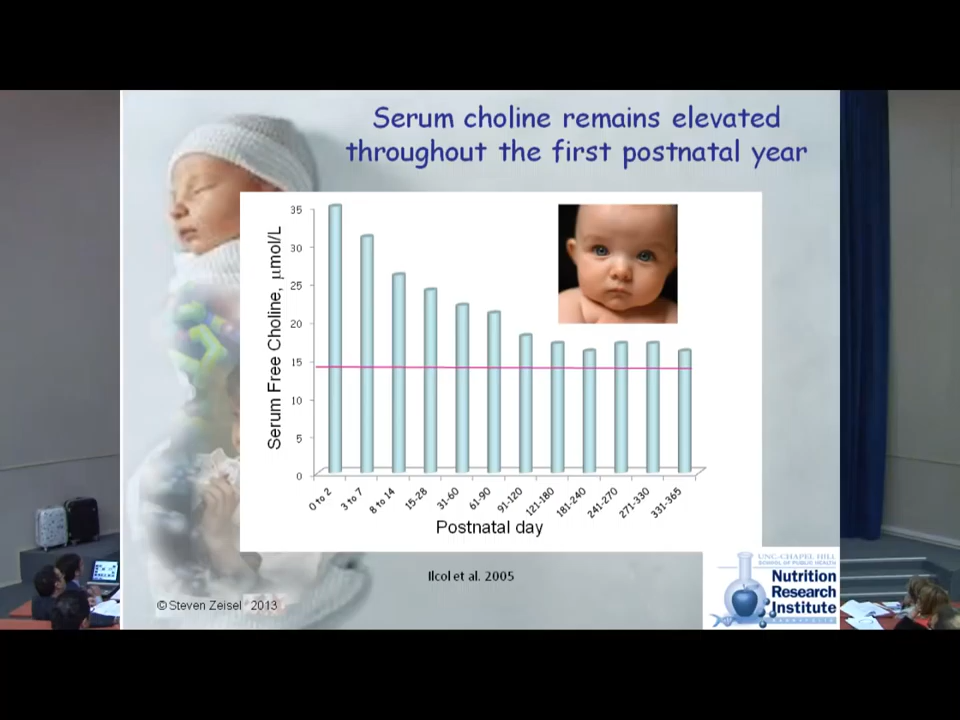 Serum choline remains elevated
throughout the first postnatal year
Serum Free Choline, μmol/L
35
30
25
20
15
10
5
0
0 to 2
3 to 7
8 to 14
15-28
31-60
61-90
91-120
121-180
181-240
241-270
271-330
331-365
Postnatal day
Ilcol et al. 2005
© Steven Zeisel 2013
UNC-CHAPEL HILL
SCHOOL OF PUBLIC HEALTH
Nutrition
Research
Institute